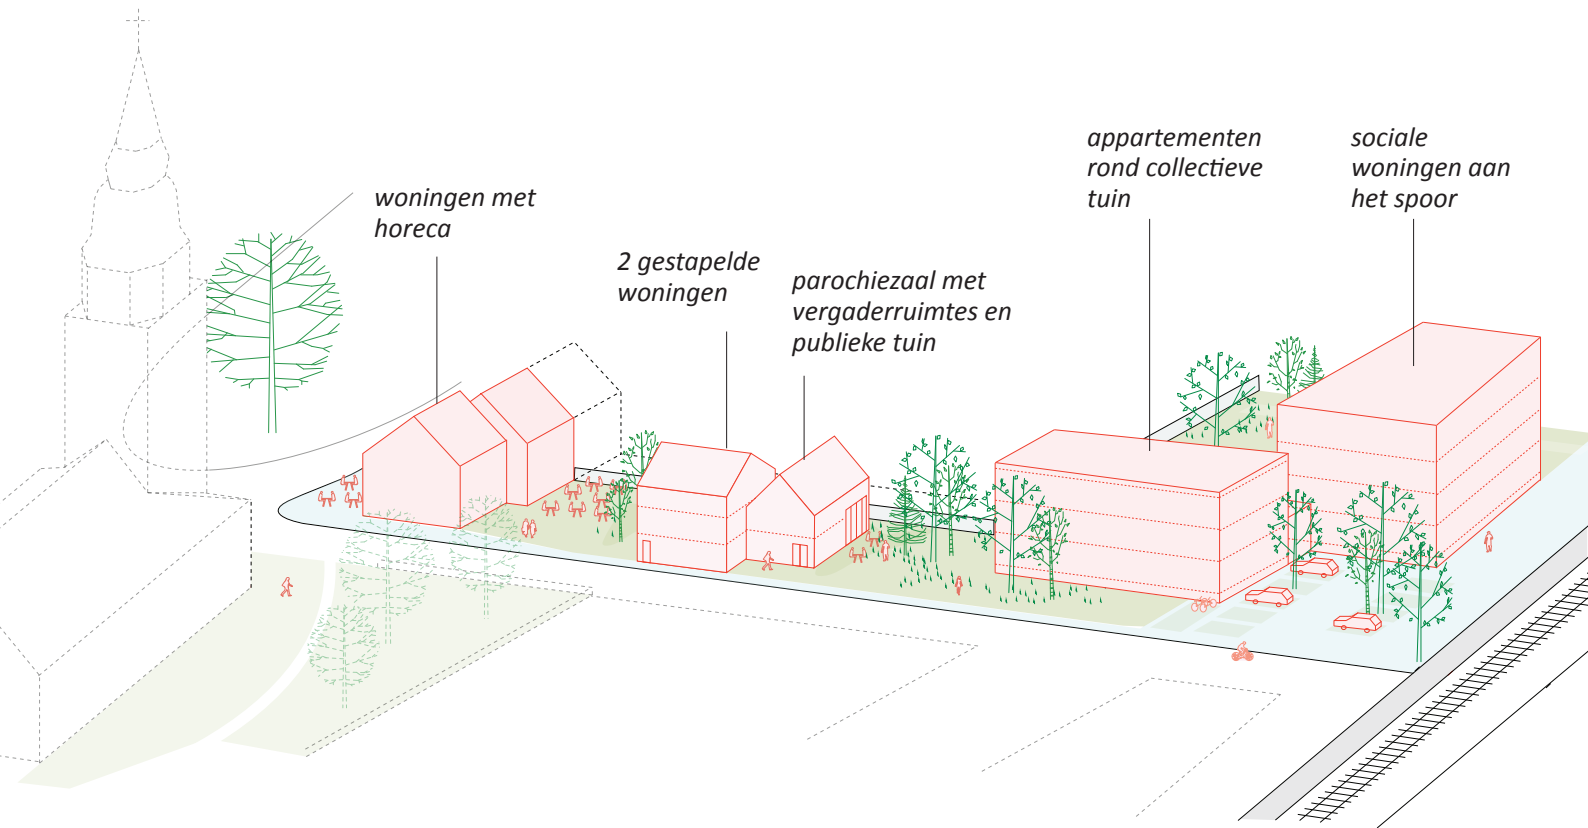 woningen met
horeca
2 gestapelde
woningen
parochiezaal met
vergaderruimtes en
publieke tuin
appartementen
rond collectieve
tuin
sociale
woningen aan
het spoor